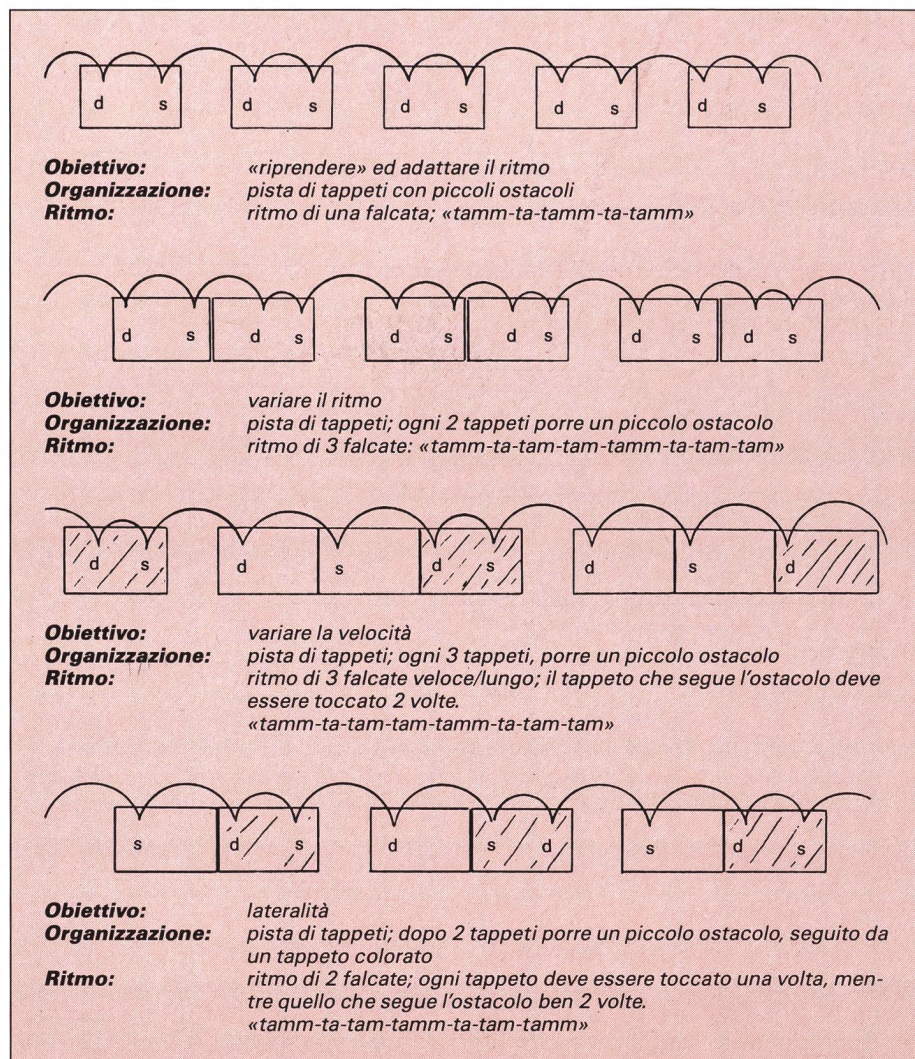 d s d s d s d s d s
Obiettivo: «riprendere» ed adattare il ritmo
Organizzazione: pista di tappeti con piccoli ostacoli
Ritmo: ritmo di una falcata; «tamm-ta-tamm-ta-tamm»
d s d s d s d s d s d s
Obiettivo: variare il ritmo
Organizzazione: pista di tappeti; ogni 2 tappeti porre un piccolo ostacolo
Ritmo: ritmo di 3 falcate: «tamm-ta-tam-tam-tamm-ta-tam-tam»
d s d s d s d s d
Obiettivo: variare la velocità
Organizzazione: pista di tappeti; ogni 3 tappeti, porre un piccolo ostacolo
Ritmo: ritmo di 3 falcate veloce/lungo; il tappeto che segue l'ostacolo deve
essere toccato 2 volte.
«tamm-ta-tam-tam-tamm-ta-tam-tam»
s d s d s d s d s
Obiettivo: lateralità
Organizzazione: pista di tappeti; dopo 2 tappeti porre un piccolo ostacolo, seguito da
un tappeto colorato
Ritmo: ritmo di 2 falcate; ogni tappeto deve essere toccato una volta, men-
tre quello che segue l'ostacolo ben 2 volte.
«tamm-ta-tam-tamm-ta-tam-tamm»